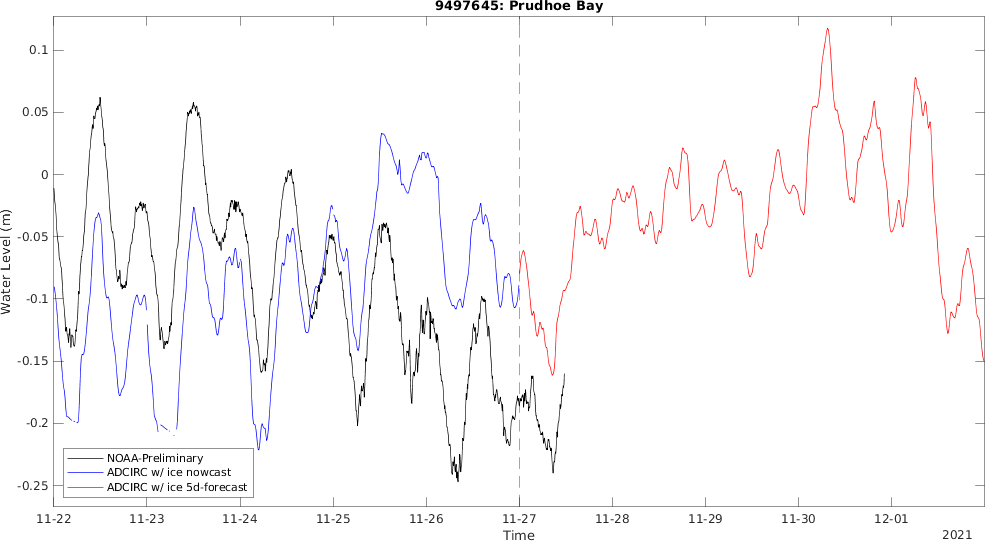 9497645: Prudhoe Bay
0.1
0.05
0
-0.05
-0.1
-0.15
-0.2
-0.25
Water Level (m)
NOAA-Preliminary
ADCIRC w/ ice nowcast
ADCIRC w/ ice 5d-forecast
11-22 11-23 11-24 11-25 11-26 11-27 11-28 11-29 11-30 12-01
Time
2021